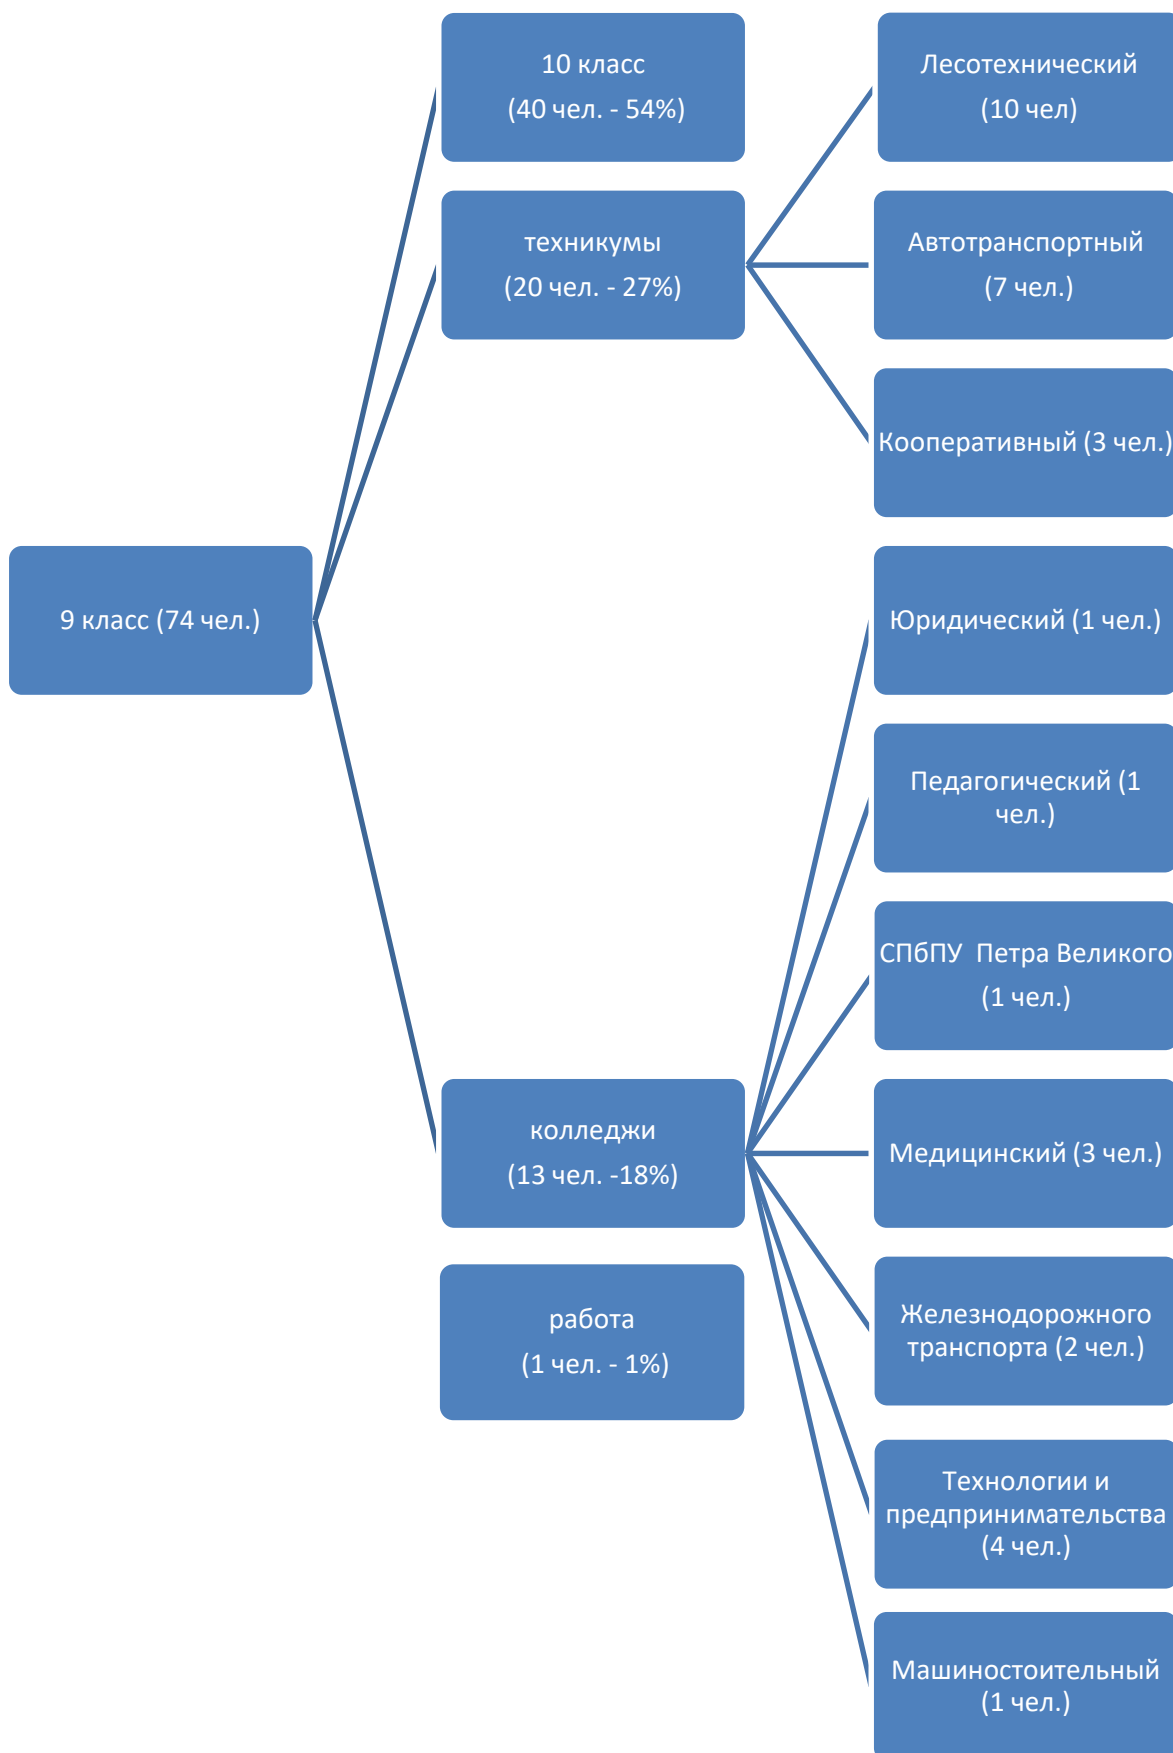 9 класс (74 чел.)
10 класс
(40 чел. - 54%)
техникумы
(20 чел. - 27%)
Лесотехнический
(10 чел)
Автотранспортный
(7 чел.)
Кооперативный (3 чел.)
колледжи
(13 чел. -18%)
Юридический (1 чел.)
Педагогический (1
чел.)
СПбПУ  Петра Великого
(1 чел.)
Медицинский (3 чел.)
Железнодорожного
транспорта (2 чел.)
Технологии и
предпринимательства
(4 чел.)
Машиностоительный
(1 чел.)
работа
(1 чел. - 1%)